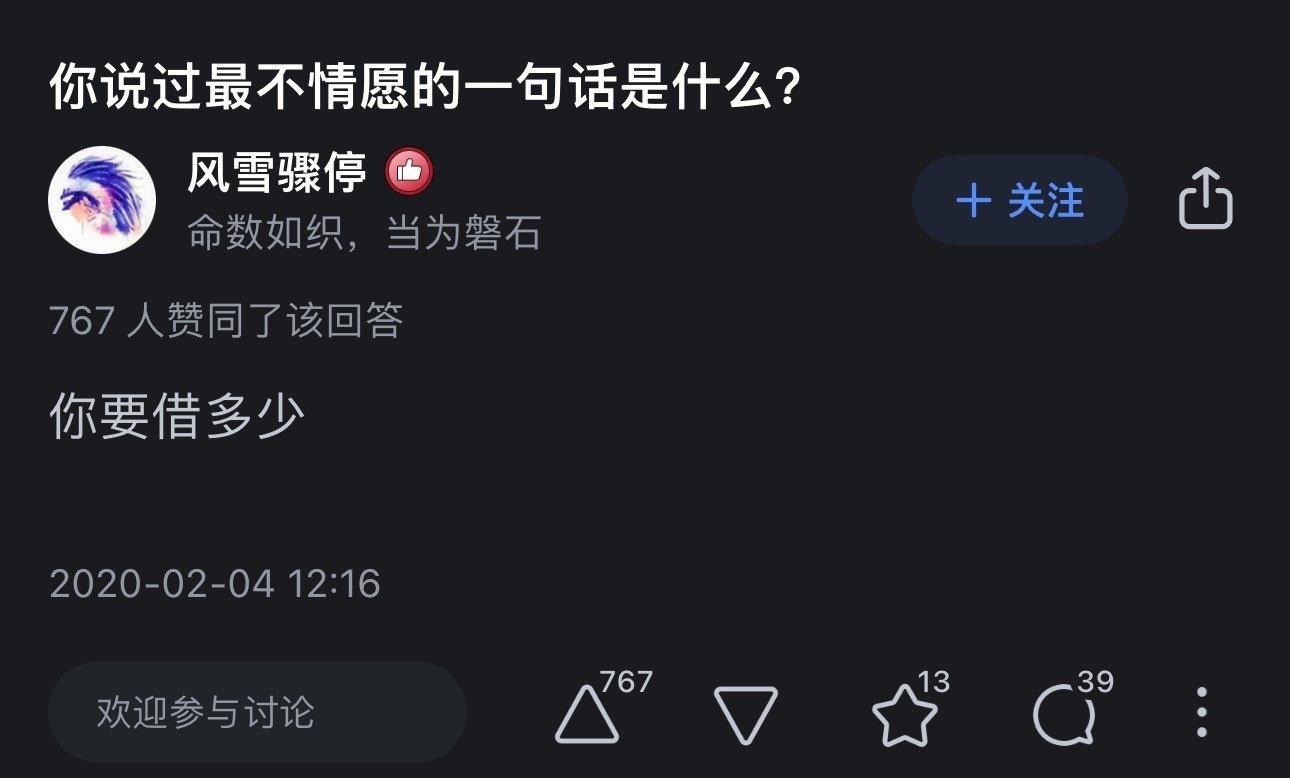 你说过最不情愿的一句话是什么?
风雪骤停
命数如织，当为磐石
+ 关注
767 人赞同了该回答
你要借多少
2020-02-04 12:16
欢迎参与讨论
767
13
39